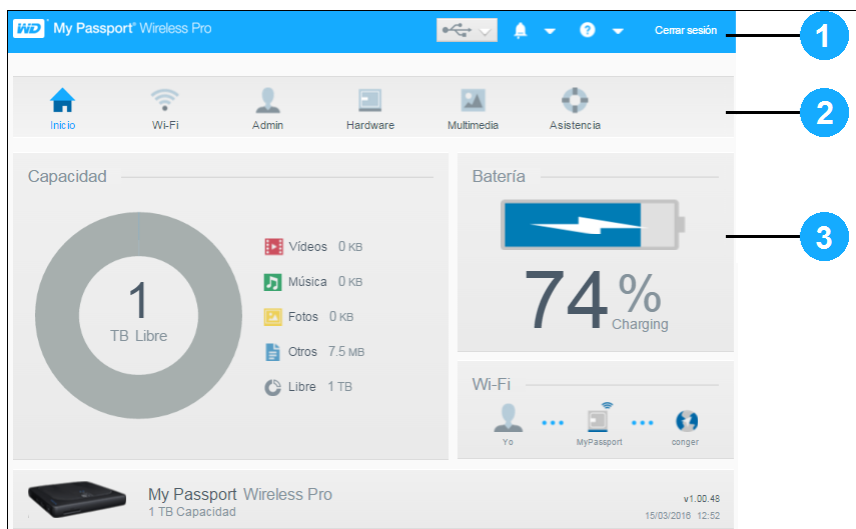 WD My Passport® Wireless Pro
Cerrar sesión
1
Inicio Wi-Fi Admin Hardware Multimedia Asistencia
2
Capacidad
1
TB Libre
Vídeos 0 KB
Música 0 KB
Fotos 0 KB
Otros 7.5 MB
Libre 1 TB
Batería
74 %
Charging
3
Wi-Fi
Yo MyPassport conger
My Passport Wireless Pro
1 TB Capacidad
v1.00.48
15/03/2016 12:52